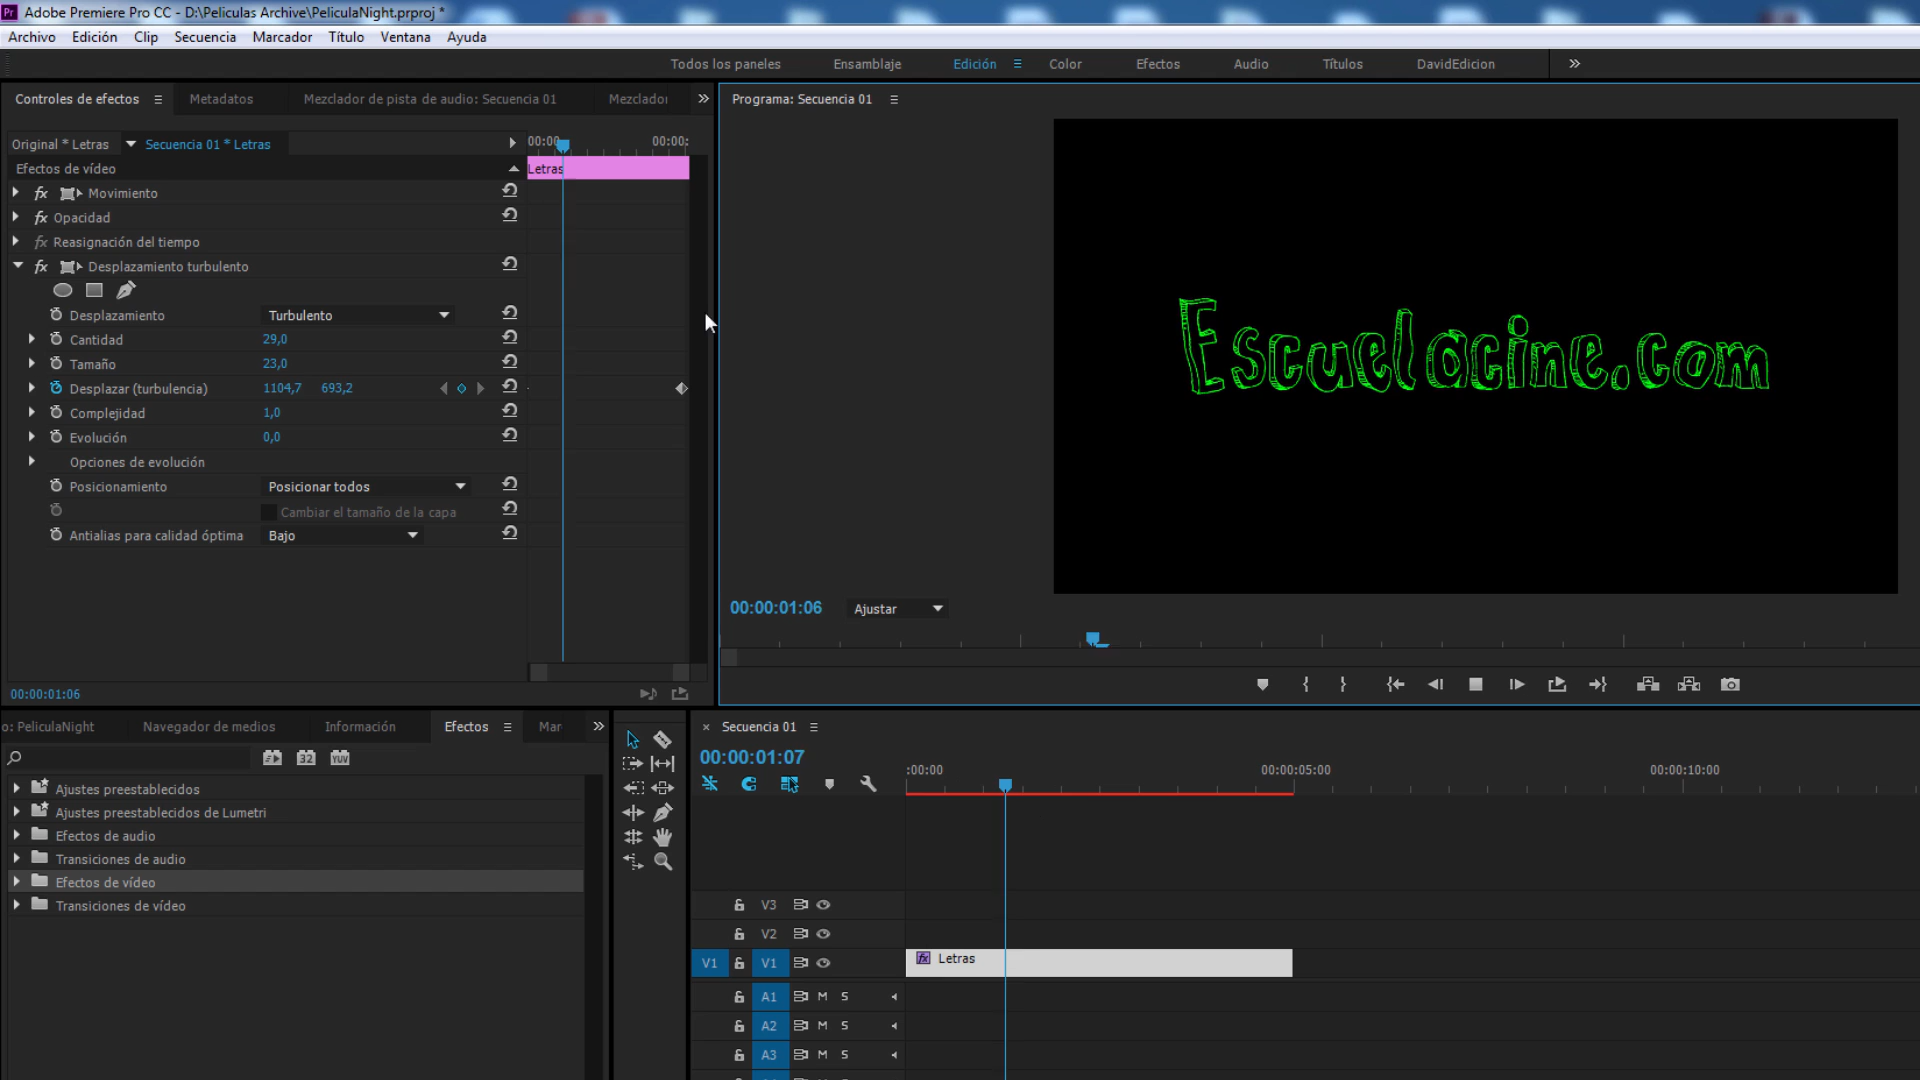 Adobe Premiere Pro CC - D:\Peliculas Archive\PeliculaNight.prproj *
Archivo Edición Clip Secuencia Marcador Título Ventana Ayuda
Todos los paneles Ensamblaje Edición Color Efectos Audio Títulos DavidEdicion
Controles de efectos Metadatos Mezclador de pista de audio: Secuencia 01 Mezclador
Original * Letras Secuencia 01 * Letras 00:00 00:00:
Efectos de vídeo Letras
fx Movimiento
fx Opacidad
fx Reasignación del tiempo
fx Desplazamiento turbulento
Desplazamiento Turbulento
Cantidad 29,0
Tamaño 23,0
Desplazar (turbulencia) 1104,7 693,2
Complejidad 1,0
Evolución 0,0
Opciones de evolución
Posicionamiento Posicionar todos
Cambiar el tamaño de la capa
Antialias para calidad óptima Bajo
00:00:01:06
Programa: Secuencia 01
Escuelacine.com
00:00:01:06 Ajustar
o: PeliculaNight Navegador de medios Información Efectos Mar
32 YUV
Ajustes preestablecidos
Ajustes preestablecidos de Lumetri
Efectos de audio
Transiciones de audio
Efectos de vídeo
Transiciones de vídeo
× Secuencia 01
00:00:01:07
:00:00 00:00:05:00 00:00:10:00
V3
V2
V1 V1 fx Letras
A1 M S
A2 M S
A3 M S